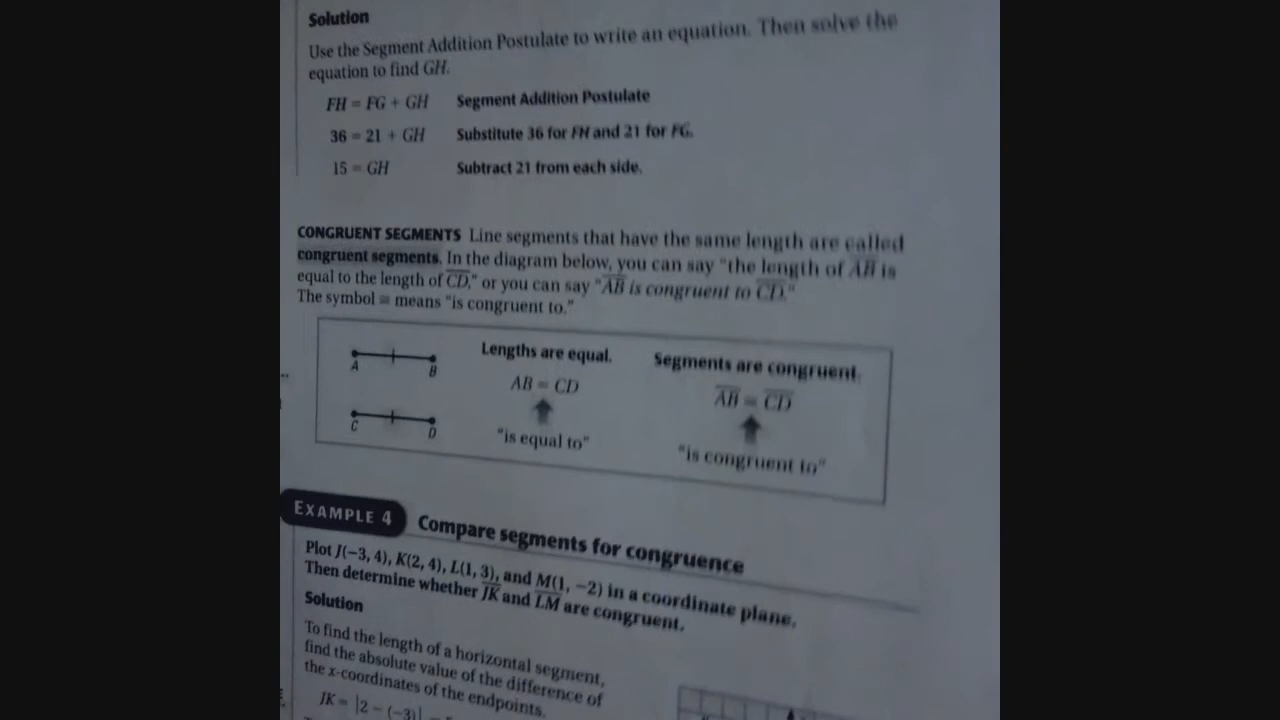 Solution
Use the Segment Addition Postulate to write an equation. Then solve the
equation to find GH.
FH = FG + GH Segment Addition Postulate
36 = 21 + GH Substitute 36 for FH and 21 for FG.
15 = GH Subtract 21 from each side.
CONGRUENT SEGMENTS Line segments that have the same length are called
congruent segments. In the diagram below, you can say "the length of A̅B̅ is
equal to the length of C̅D̅," or you can say "A̅B̅ is congruent to C̅D̅."
The symbol ≅ means "is congruent to."
Lengths are equal. Segments are congruent.
A B
AB = CD A̅B̅ ≅ C̅D̅
C D
"is equal to" "is congruent to"
EXAMPLE 4 Compare segments for congruence
Plot J(−3, 4), K(2, 4), L(1, 3), and M(1, −2) in a coordinate plane.
Then determine whether J̅K̅ and L̅M̅ are congruent.
Solution
To find the length of a horizontal segment,
find the absolute value of the difference of
the x-coordinates of the endpoints.
JK = |2 − (−3)| =